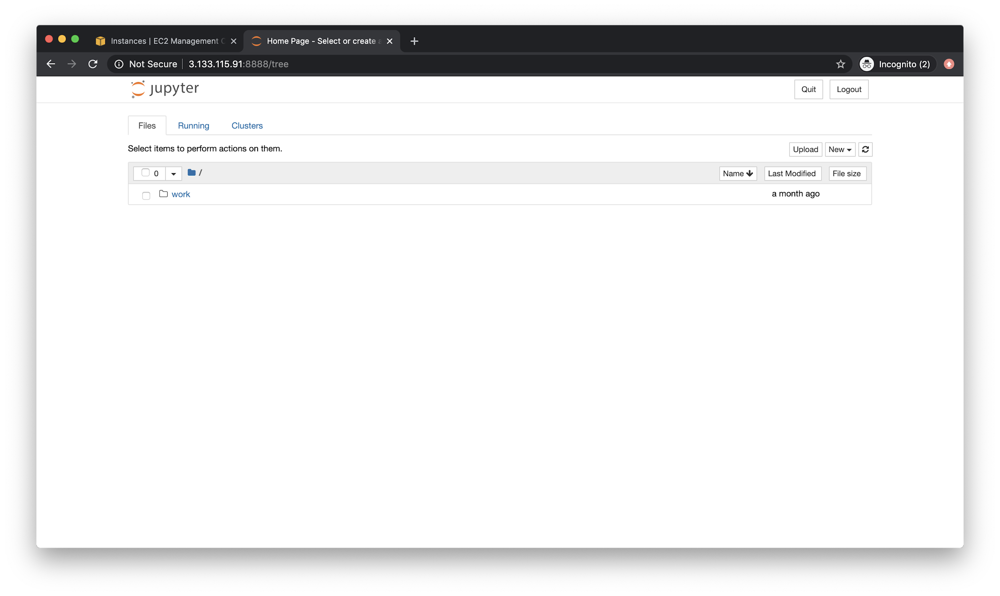 Instances | EC2 Management C
Home Page - Select or create a
Not Secure 3.133.115.91:8888/tree Incognito (2)
jupyter Quit Logout
Files Running Clusters
Select items to perform actions on them. Upload New
0 / Name Last Modified File size
work a month ago